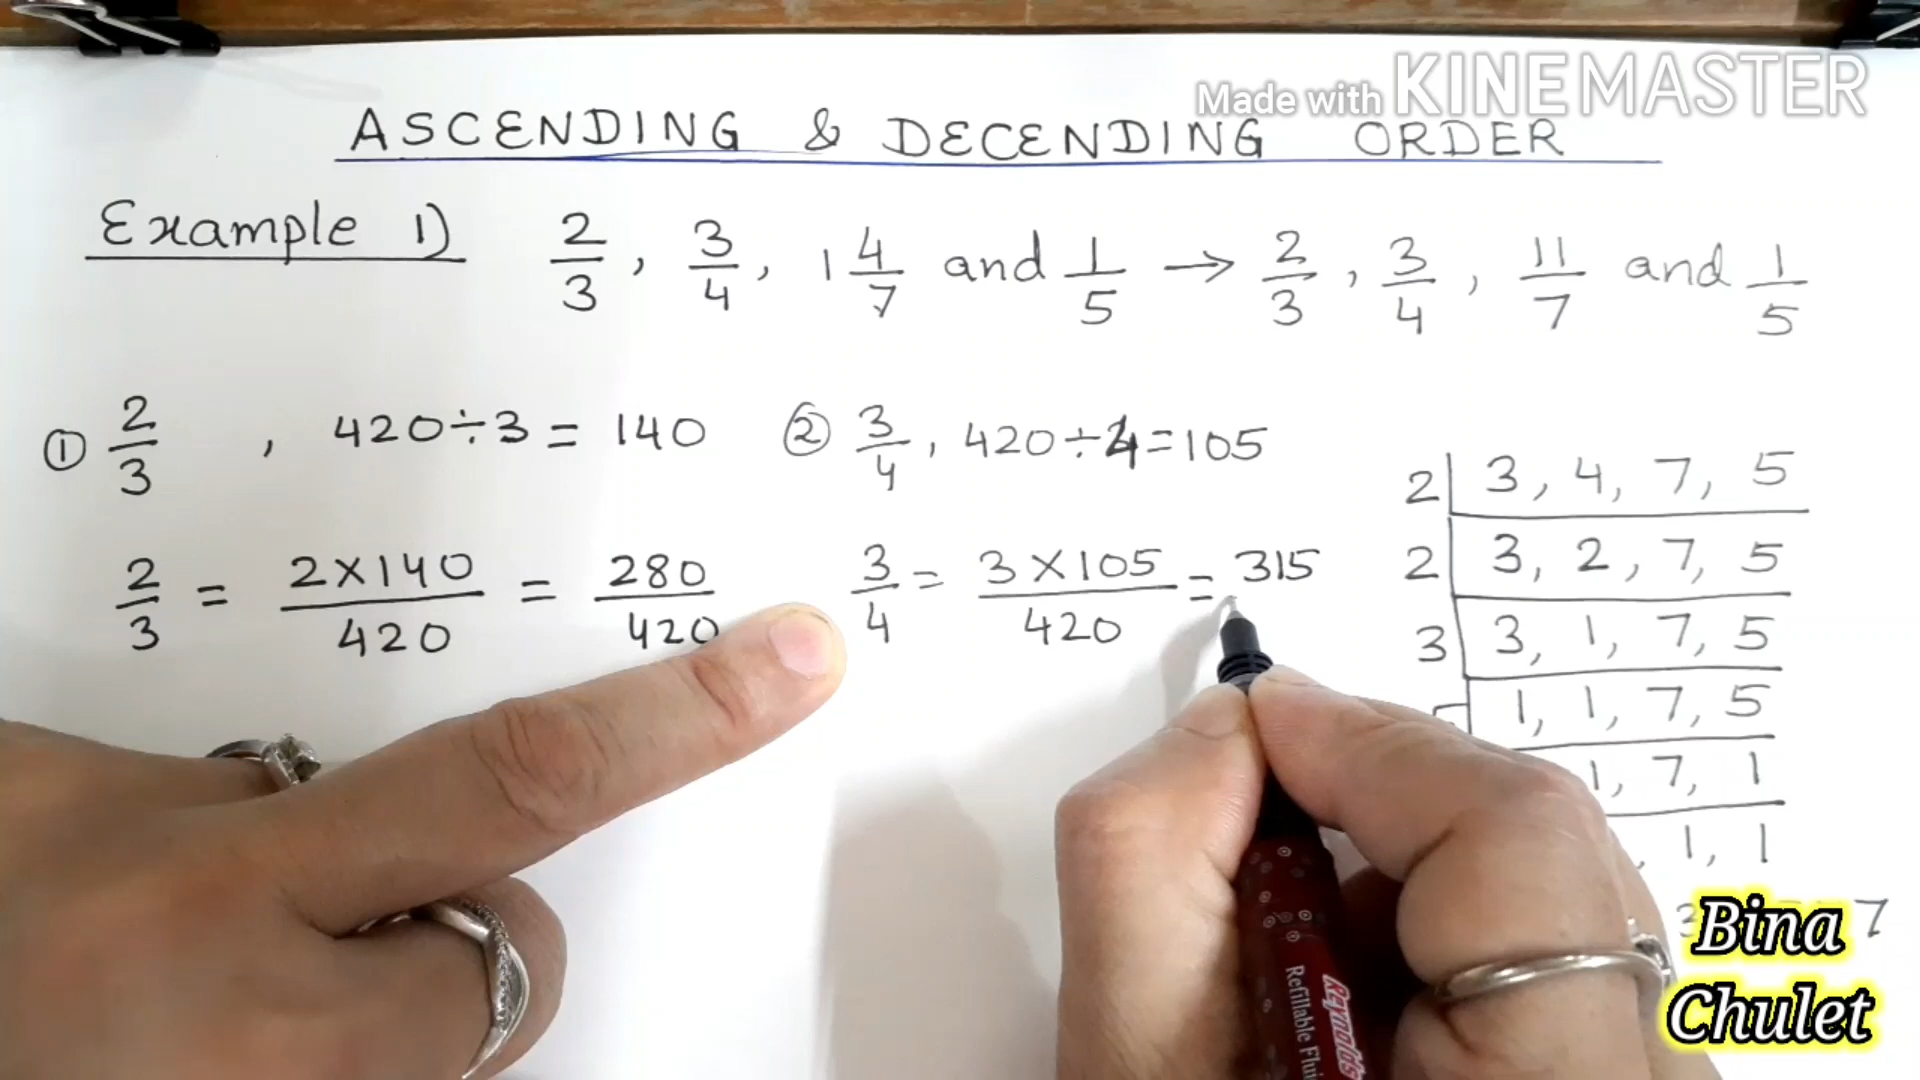 Made with KINEMASTER
ASCENDING & DECENDING ORDER
Example 1) 2/3, 3/4, 1 4/7 and 1/5 → 2/3, 3/4, 11/7 and 1/5
① 2/3 , 420÷3 = 140
② 3/4, 420÷4=105
2/3 = 2×140/420 = 280/420
3/4 = 3×105/420 = 315
2 3, 4, 7, 5
2 3, 2, 7, 5
3 3, 1, 7, 5
1, 1, 7, 5
1, 7, 1
, 1, 1
7
Reynolds
Refillable
Bina
Chulet